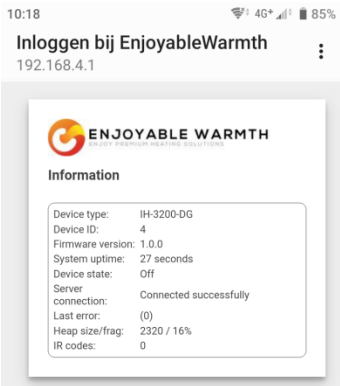 10:18
4G+ 85%
Inloggen bij EnjoyableWarmth
192.168.4.1
ENJOYABLE WARMTH
ENJOY PREMIUM HEATING SOLUTIONS
Information
Device type: IH-3200-DG
Device ID: 4
Firmware version: 1.0.0
System uptime: 27 seconds
Device state: Off
Server
connection: Connected successfully
Last error: (0)
Heap size/frag: 2320 / 16%
IR codes: 0